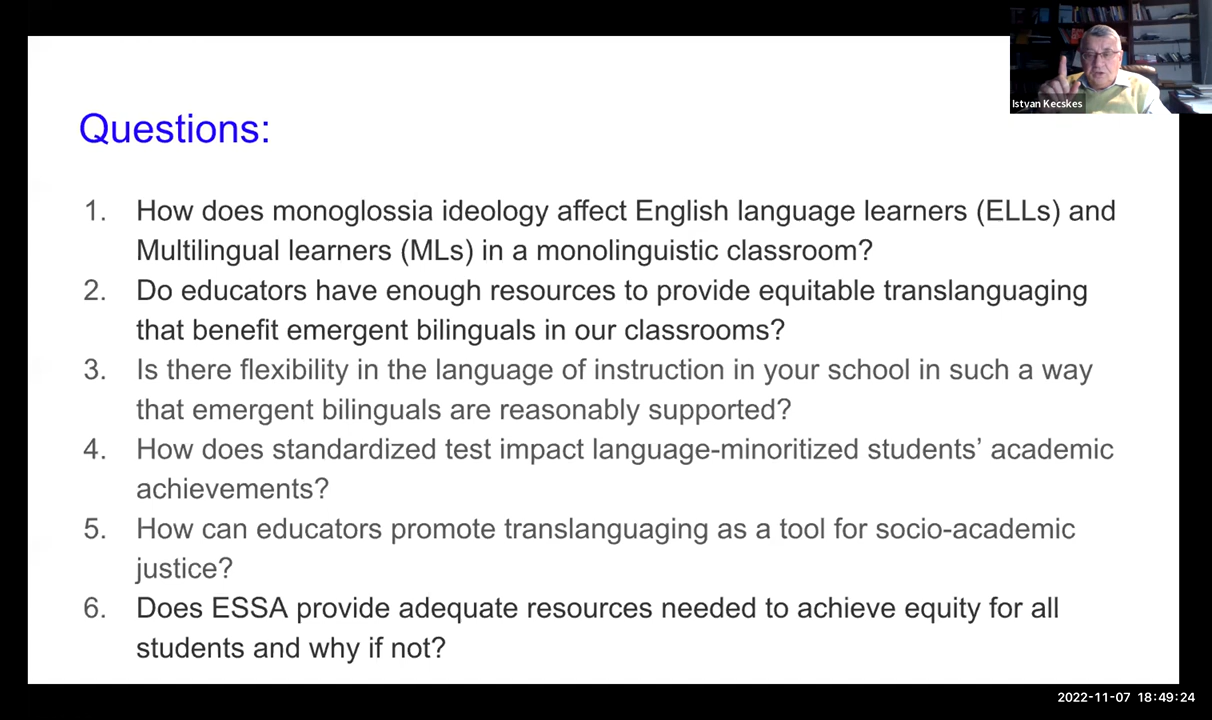 Istvan Kecskes
Questions:
1. How does monoglossia ideology affect English language learners (ELLs) and
Multilingual learners (MLs) in a monolinguistic classroom?
2. Do educators have enough resources to provide equitable translanguaging
that benefit emergent bilinguals in our classrooms?
3. Is there flexibility in the language of instruction in your school in such a way
that emergent bilinguals are reasonably supported?
4. How does standardized test impact language-minoritized students’ academic
achievements?
5. How can educators promote translanguaging as a tool for socio-academic
justice?
6. Does ESSA provide adequate resources needed to achieve equity for all
students and why if not?
2022-11-07 18:49:24